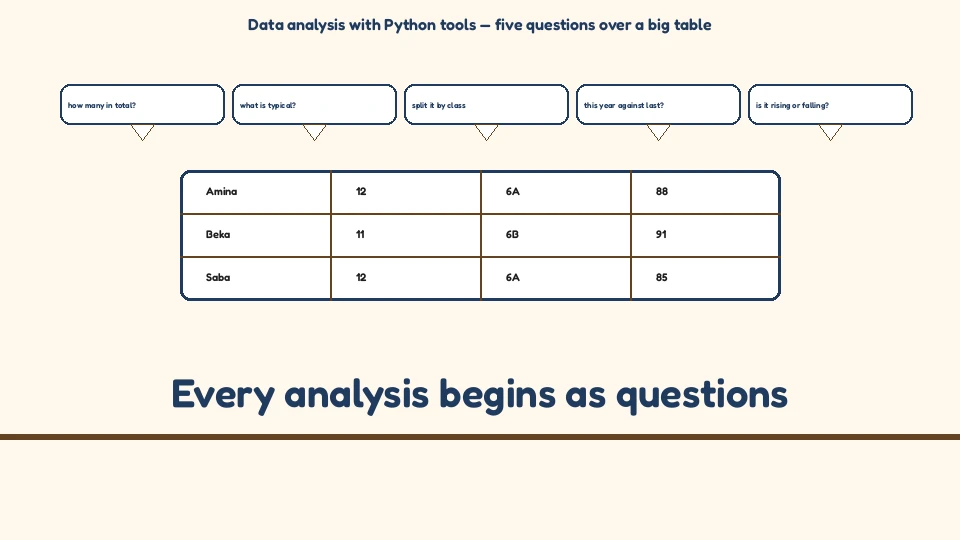 Data analysis with Python tools — five questions over a big table
how many in total? what is typical? split it by class this year against last? is it rising or falling?
Amina 12 6A 88
Beka 11 6B 91
Saba 12 6A 85
Every analysis begins as questions